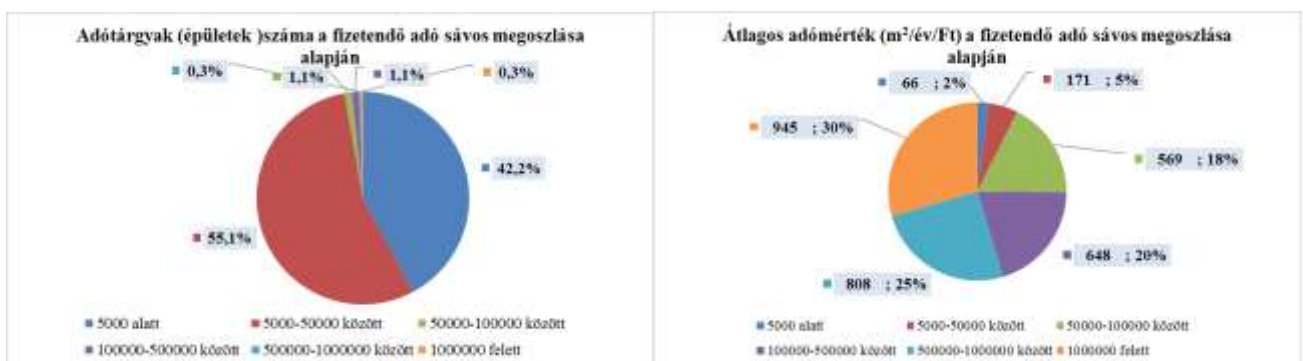 Adótárgyak (épületek )száma a fizetendő adó sávos megoszlása
alapján
0,3%
1,1%
1,1%
0,3%
42,2%
55,1%
5000 alatt
5000-50000 között
50000-100000 között
100000-500000 között
500000-1000000 között
1000000 felett
Átlagos adómérték (m²/év/Ft) a fizetendő adó sávos megoszlása
alapján
66 ; 2%
171 ; 5%
945 ; 30%
569 ; 18%
648 ; 20%
808 ; 25%
5000 alatt
5000-50000 között
50000-100000 között
100000-500000 között
500000-1000000 között
1000000 felett